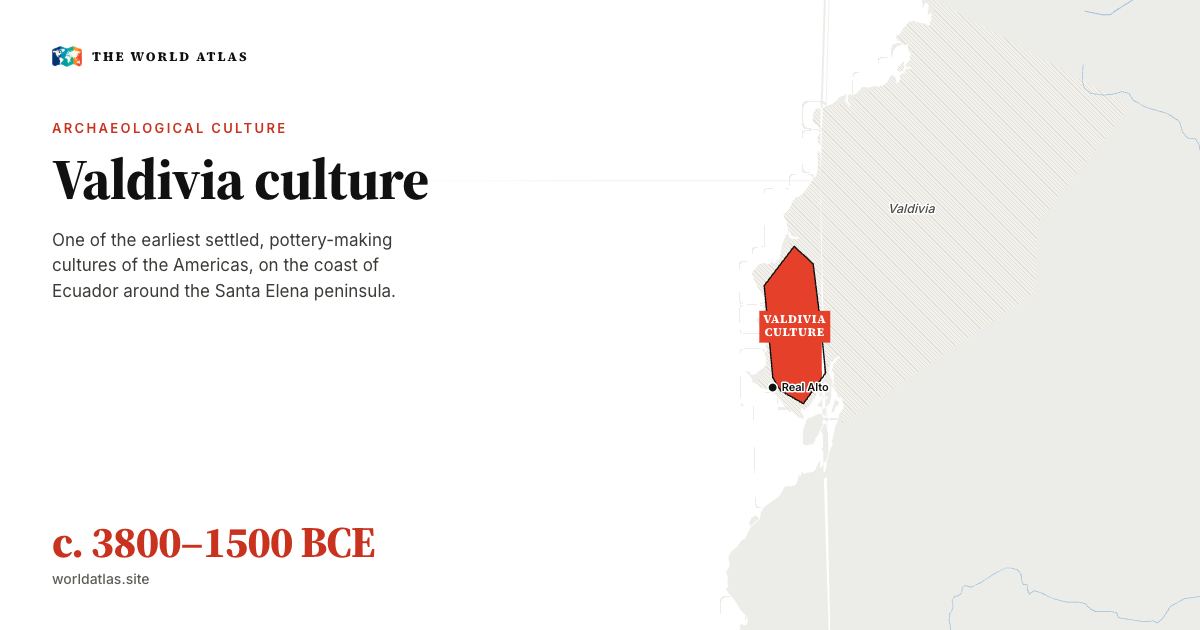 THE WORLD ATLAS
ARCHAEOLOGICAL CULTURE
Valdivia culture
One of the earliest settled, pottery-making
cultures of the Americas, on the coast of
Ecuador around the Santa Elena peninsula.
Valdivia
VALDIVIA
CULTURE
Real Alto
c. 3800–1500 BCE
worldatlas.site